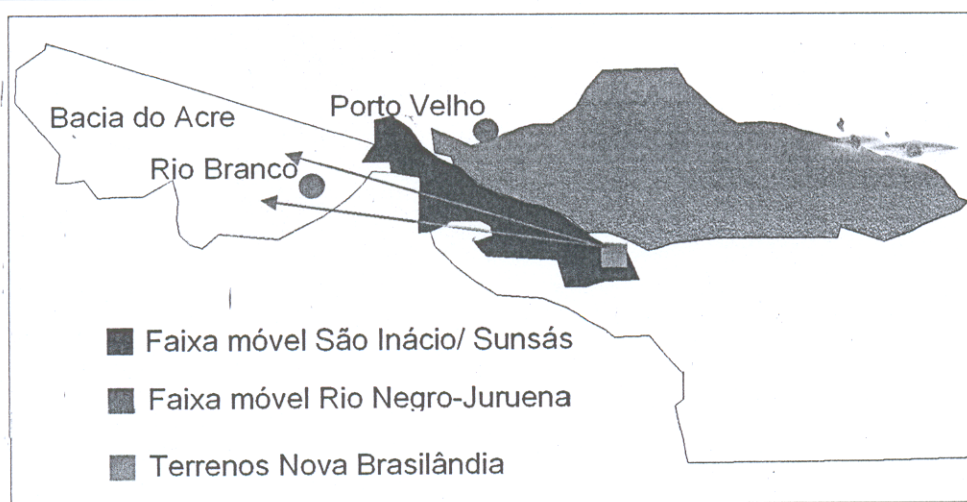 Porto Velho
Bacia do Acre
Rio Branco
Faixa móvel São Inácio/ Sunsás
Faixa móvel Rio Negro-Juruena
Terrenos Nova Brasilândia